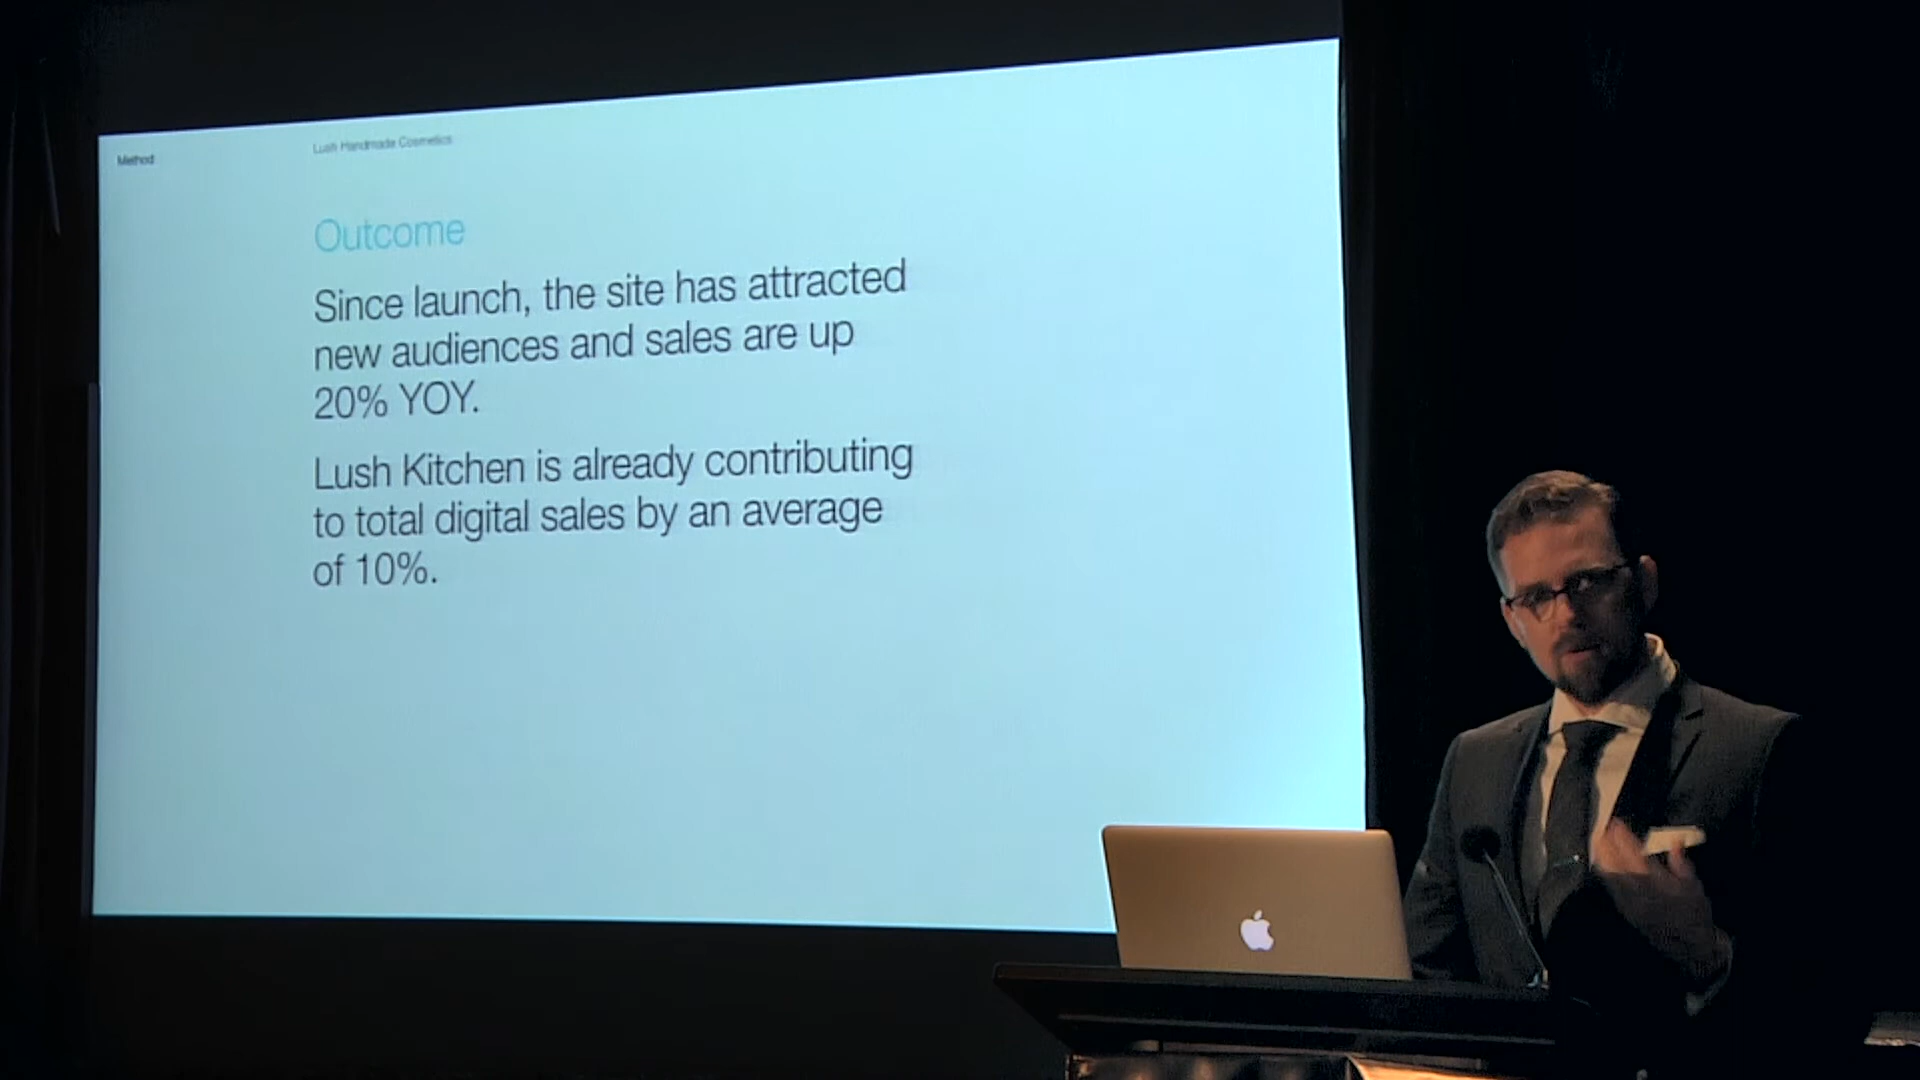 Method
Lush Handmade Cosmetics
Outcome
Since launch, the site has attracted
new audiences and sales are up
20% YOY.
Lush Kitchen is already contributing
to total digital sales by an average
of 10%.